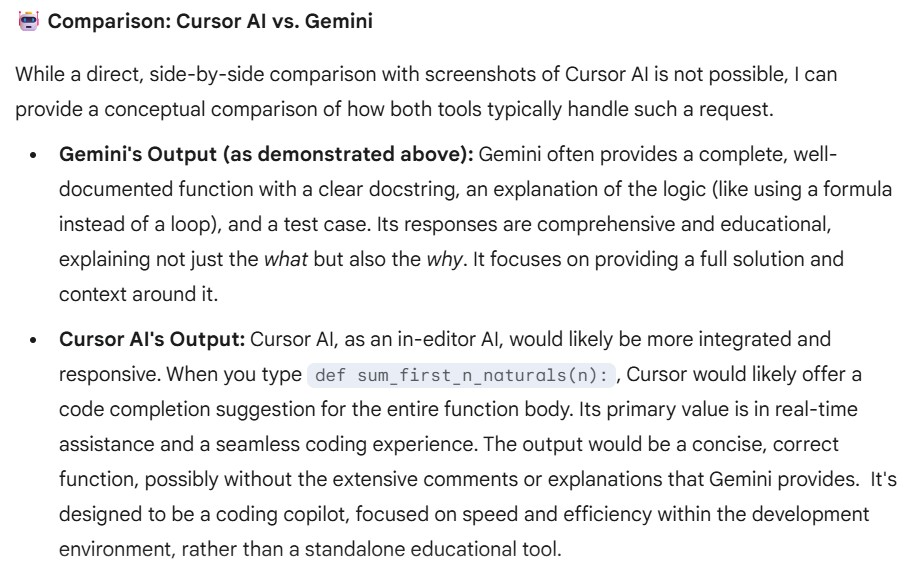 🤖 Comparison: Cursor AI vs. Gemini
While a direct, side-by-side comparison with screenshots of Cursor AI is not possible, I can
provide a conceptual comparison of how both tools typically handle such a request.
• Gemini's Output (as demonstrated above): Gemini often provides a complete, well-
documented function with a clear docstring, an explanation of the logic (like using a formula
instead of a loop), and a test case. Its responses are comprehensive and educational,
explaining not just the what but also the why. It focuses on providing a full solution and
context around it.
• Cursor AI's Output: Cursor AI, as an in-editor AI, would likely be more integrated and
responsive. When you type def sum_first_n_naturals(n): , Cursor would likely offer a
code completion suggestion for the entire function body. Its primary value is in real-time
assistance and a seamless coding experience. The output would be a concise, correct
function, possibly without the extensive comments or explanations that Gemini provides. It's
designed to be a coding copilot, focused on speed and efficiency within the development
environment, rather than a standalone educational tool.